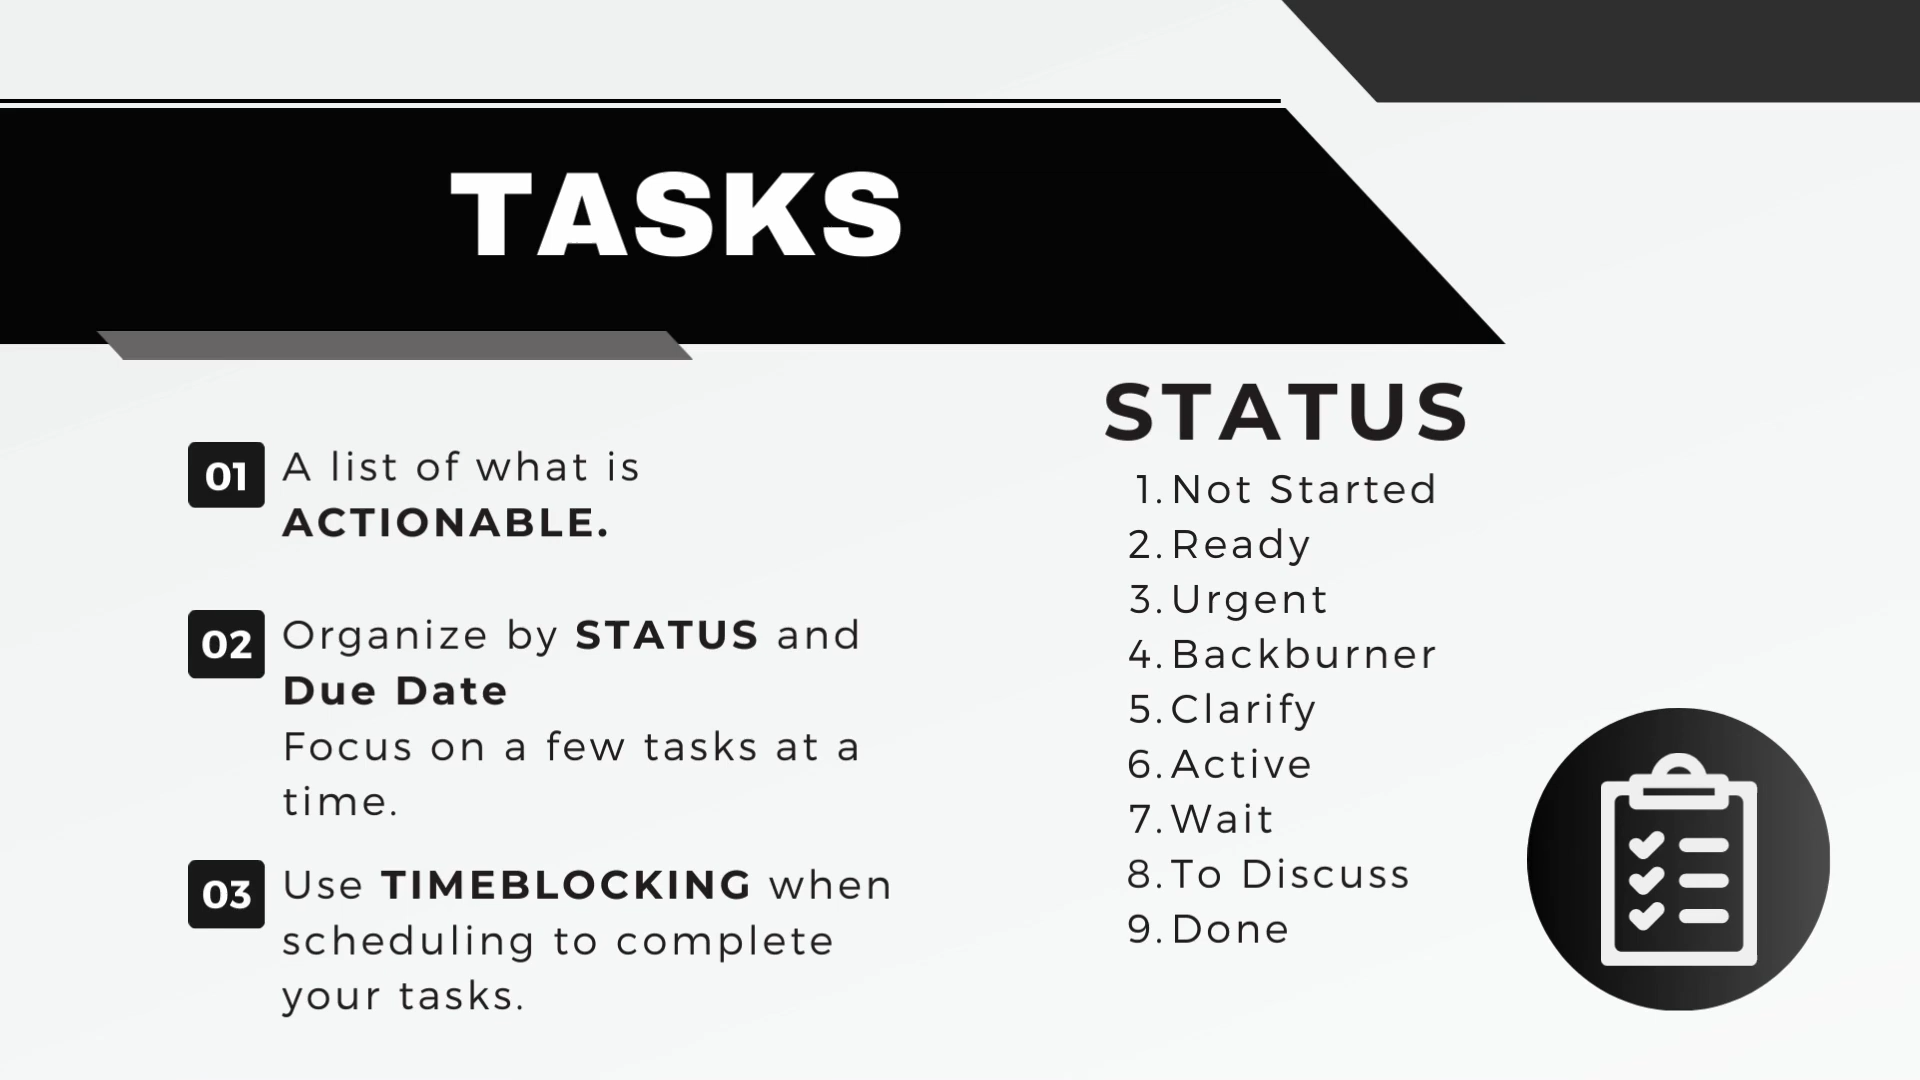 TASKS
01
A list of what is
ACTIONABLE.
02
Organize by STATUS and
Due Date
Focus on a few tasks at a
time.
03
Use TIMEBLOCKING when
scheduling to complete
your tasks.
STATUS
1. Not Started
2. Ready
3. Urgent
4. Backburner
5. Clarify
6. Active
7. Wait
8. To Discuss
9. Done